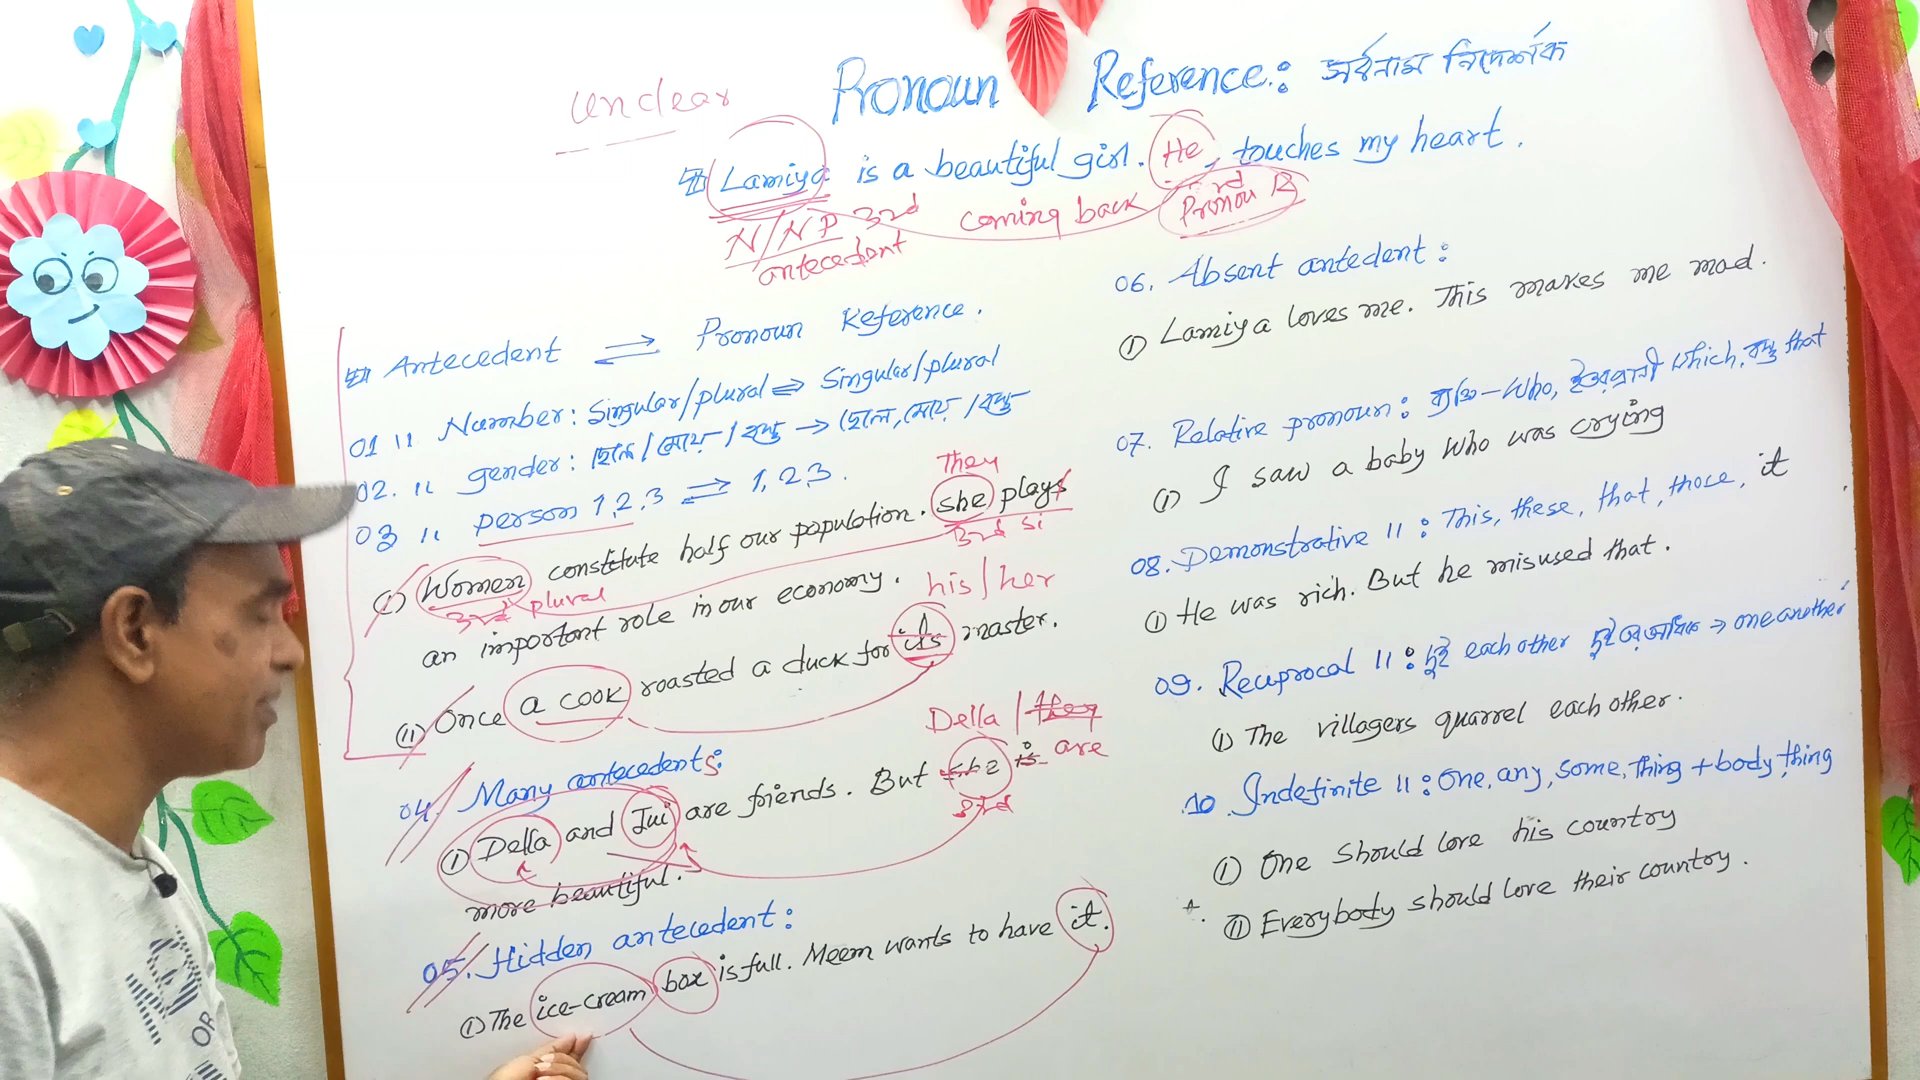 unclear
Pronoun Reference: সর্বনাম নির্দেশক
Lamiya is a beautiful girl. He, touches my heart.
N/NP 3rd coming back rd Pronoun
antecedent
Antecedent ⇌ Pronoun Reference.
01 " Number: Singular/plural ⇔ Singular/plural
02. " gender: ছেলে/মেয়ে/বস্তু → ছেলে, মেয়ে/বস্তু
03 " person 1,2,3 ⇌ 1,2,3.
They
(i) Women constitute half our population. she plays
3rd plural 3rd si
an important role in our economy. his/her
(ii) Once a cook roasted a duck for its master.
Della/they
04. Many antecedents: are
(i) Della and Jui are friends. But she is
3rd
more beautiful.
05. Hidden antecedent:
(i) The ice-cream box is full. Meem wants to have it.
06. Absent antedent:
(i) Lamiya loves me. This makes me mad.
07. Relative pronoun: ব্যক্তি-who, ইতরপ্রাণী which, বস্তু that
(i) I saw a baby who was crying
08. Demonstrative ": This, these, that, those, it
(i) He was rich. But he misused that.
09. Reciprocal ": দুই each other দুই এর অধিক → one another
(i) The villagers quarrel each other.
10 Indefinite ": One, any, some, thing + body, thing
(i) One should love his country
(ii) Everybody should love their country.
OR